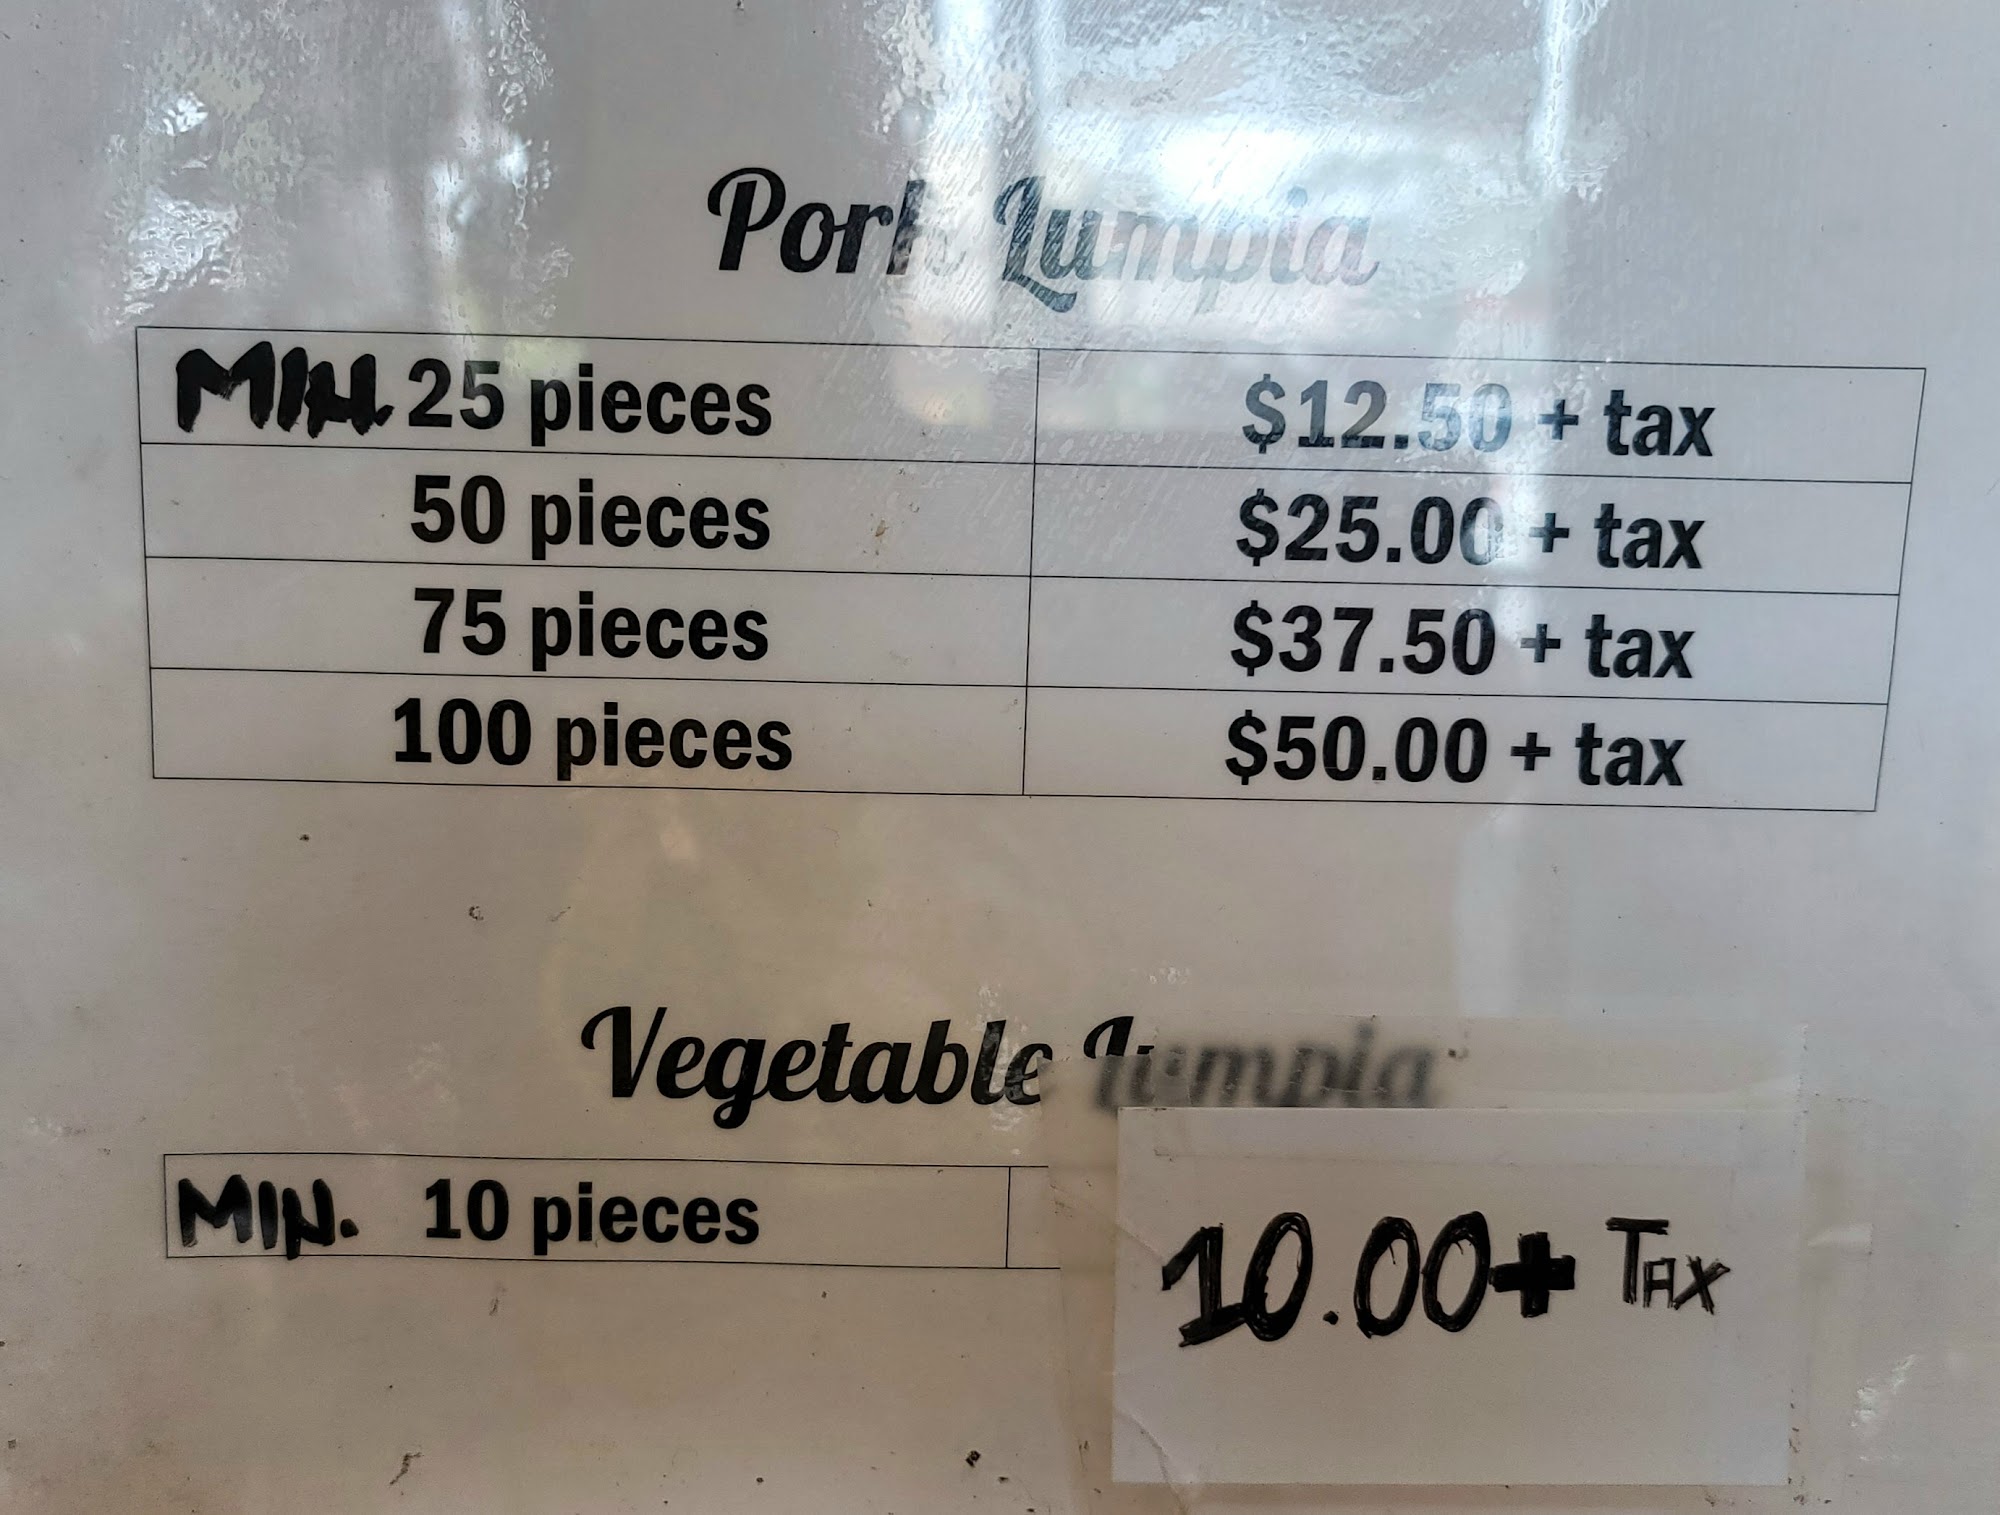 Pork Lumpia
MIN. 25 pieces $12.50 + tax
50 pieces $25.00 + tax
75 pieces $37.50 + tax
100 pieces $50.00 + tax
Vegetable Lumpia
MIN. 10 pieces 10.00+ TAX